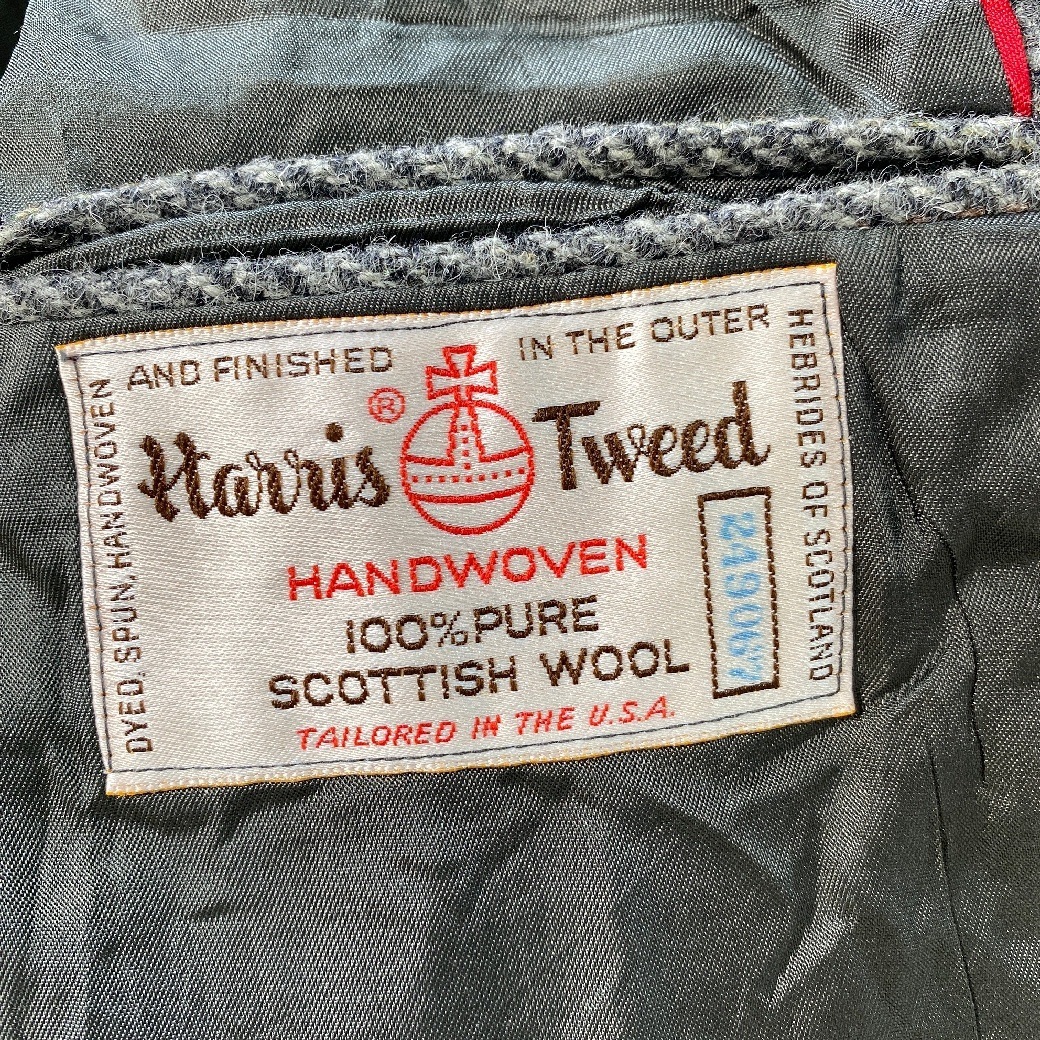 DYED, SPUN, HANDWOVEN
AND FINISHED
IN THE OUTER
HEBRIDES OF SCOTLAND
®
Harris Tweed
HANDWOVEN
100% PURE
SCOTTISH WOOL
TAILORED IN THE U.S.A.